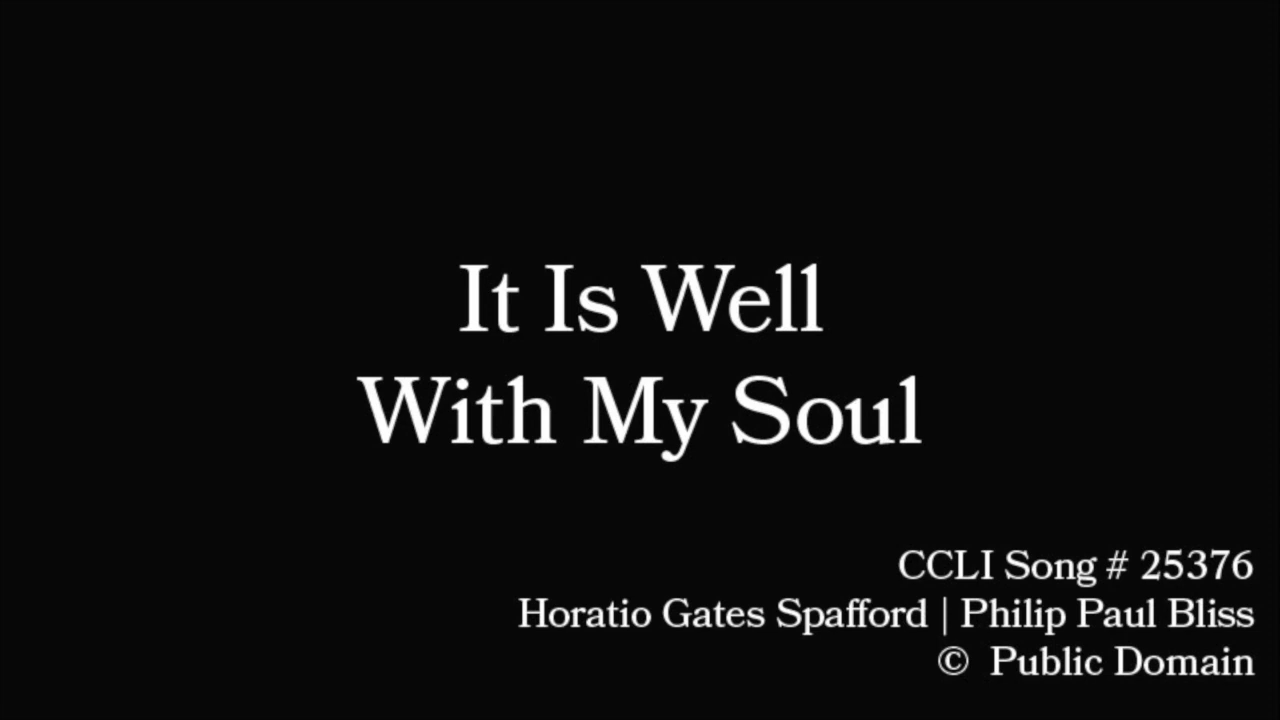 It Is Well
With My Soul
CCLI Song # 25376
Horatio Gates Spafford | Philip Paul Bliss
© Public Domain